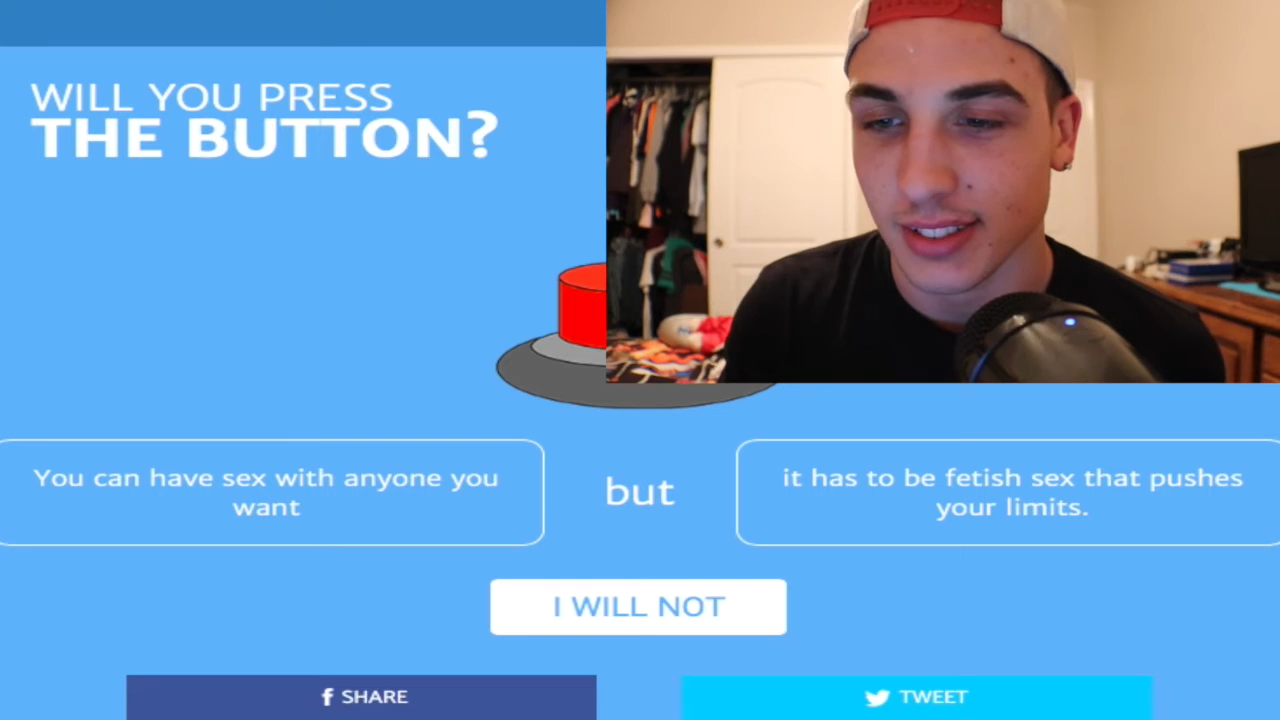 WILL YOU PRESS
THE BUTTON?
You can have sex with anyone you
want
but
it has to be fetish sex that pushes
your limits.
I WILL NOT
SHARE
TWEET